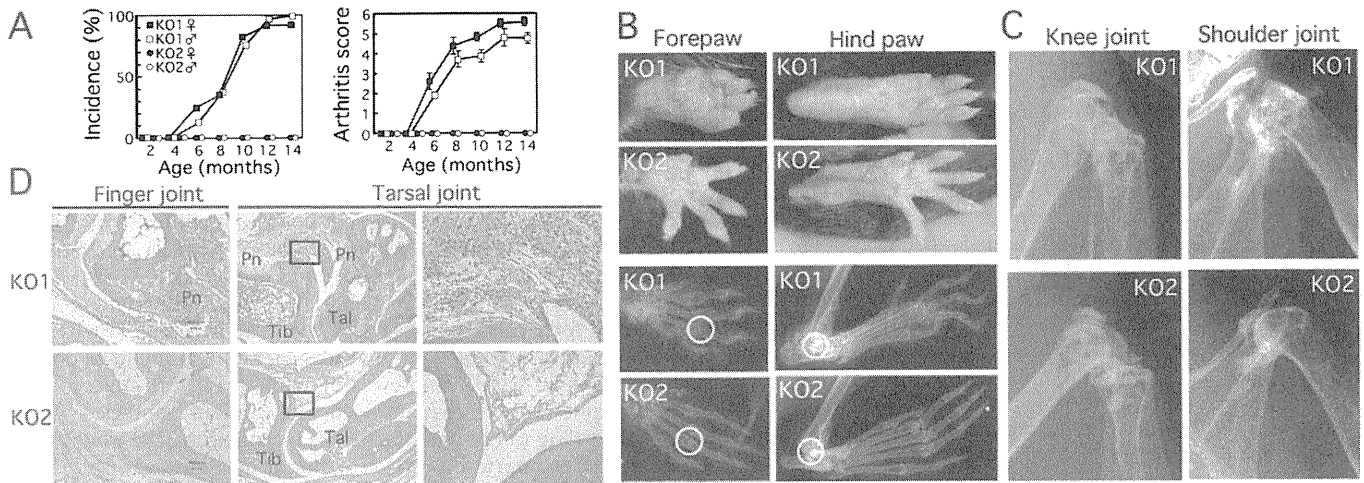 A
Incidence (%)
100
50
0
KO1♀
KO1♂
KO2♀
KO2♂
2 4 6 8 10 12 14
Age (months)
Arthritis score
6
5
4
3
2
1
0
2 4 6 8 10 12 14
Age (months)
B
Forepaw Hind paw
KO1 KO1
KO2 KO2
KO1 KO1
KO2 KO2
C
Knee joint Shoulder joint
KO1 KO1
KO2 KO2
D
Finger joint Tarsal joint
KO1
Pn
Pn Pn
Tib Tal
KO2
Tib Tal